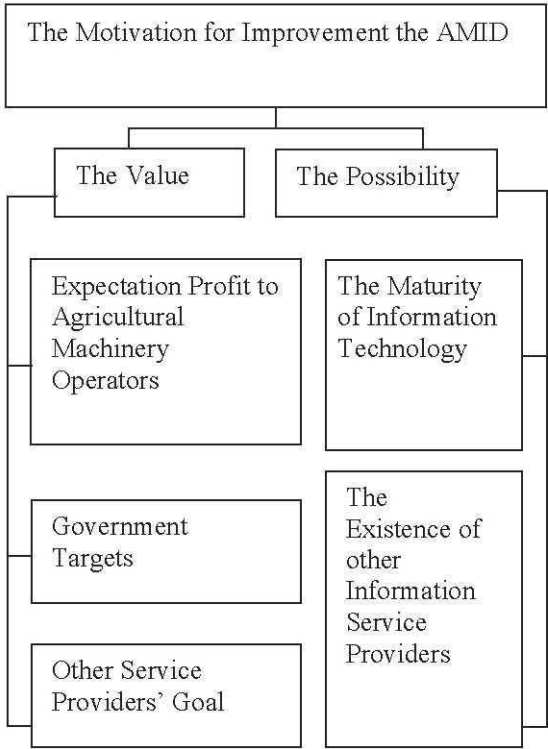 The Motivation for Improvement the AMID
The Value
The Possibility
Expectation Profit to
Agricultural
Machinery
Operators
Government
Targets
Other Service
Providers' Goal
The Maturity
of Information
Technology
The
Existence of
other
Information
Service
Providers